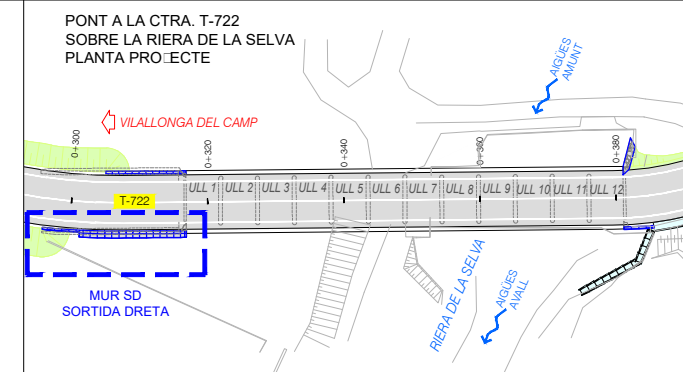 PONT A LA CTRA. T-722
SOBRE LA RIERA DE LA SELVA
PLANTA PRO□ECTE
AIGÜES
AMUNT
VILALLONGA DEL CAMP
0+300
0+320
0+340
0+360
0+380
ULL 1
ULL 2
ULL 3
ULL 4
ULL 5
ULL 6
ULL 7
ULL 8
ULL 9
ULL 10
ULL 11
ULL 12
T-722
MUR SD
SORTIDA DRETA
RIERA DE LA SELVA
AIGÜES
AVALL